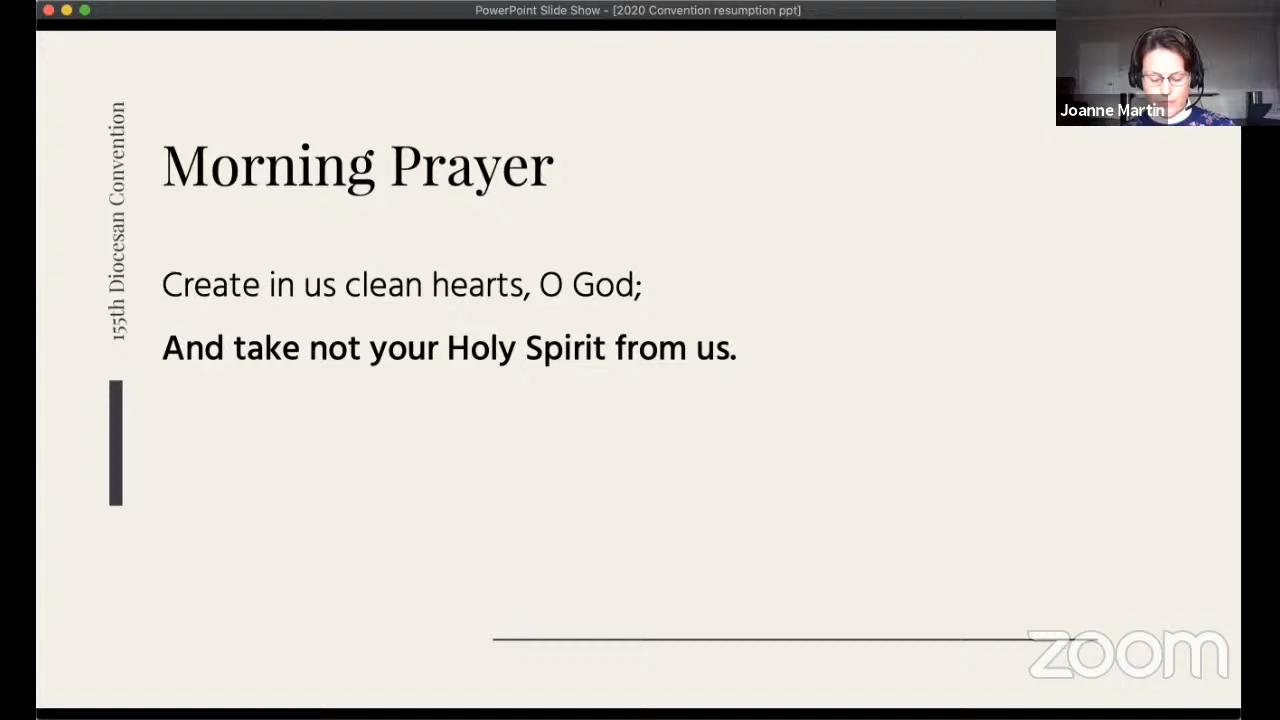 PowerPoint Slide Show - [2020 Convention resumption ppt]
Joanne Martin
155th Diocesan Convention
Morning Prayer
Create in us clean hearts, O God;
And take not your Holy Spirit from us.
zoom